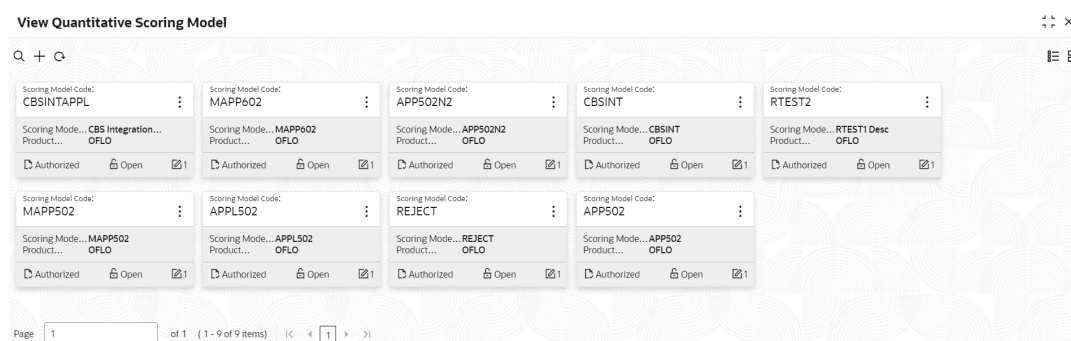 View Quantitative Scoring Model
Scoring Model Code:
CBSINTAPPL
Scoring Mode... CBS Integration...
Product... OFLO
Authorized Open 1
Scoring Model Code:
MAPP602
Scoring Mode... MAPP602
Product... OFLO
Authorized Open 1
Scoring Model Code:
APP502N2
Scoring Mode... APP502N2
Product... OFLO
Authorized Open 1
Scoring Model Code:
CBSINT
Scoring Mode... CBSINT
Product... OFLO
Authorized Open 1
Scoring Model Code:
RTEST2
Scoring Mode... RTEST1 Desc
Product... OFLO
Authorized Open 1
Scoring Model Code:
MAPP502
Scoring Mode... MAPP502
Product... OFLO
Authorized Open 1
Scoring Model Code:
APPL502
Scoring Mode... APPL502
Product... OFLO
Authorized Open 1
Scoring Model Code:
REJECT
Scoring Mode... REJECT
Product... OFLO
Authorized Open 1
Scoring Model Code:
APP502
Scoring Mode... APP502
Product... OFLO
Authorized Open 1
Page 1 of 1 (1 - 9 of 9 items) 1